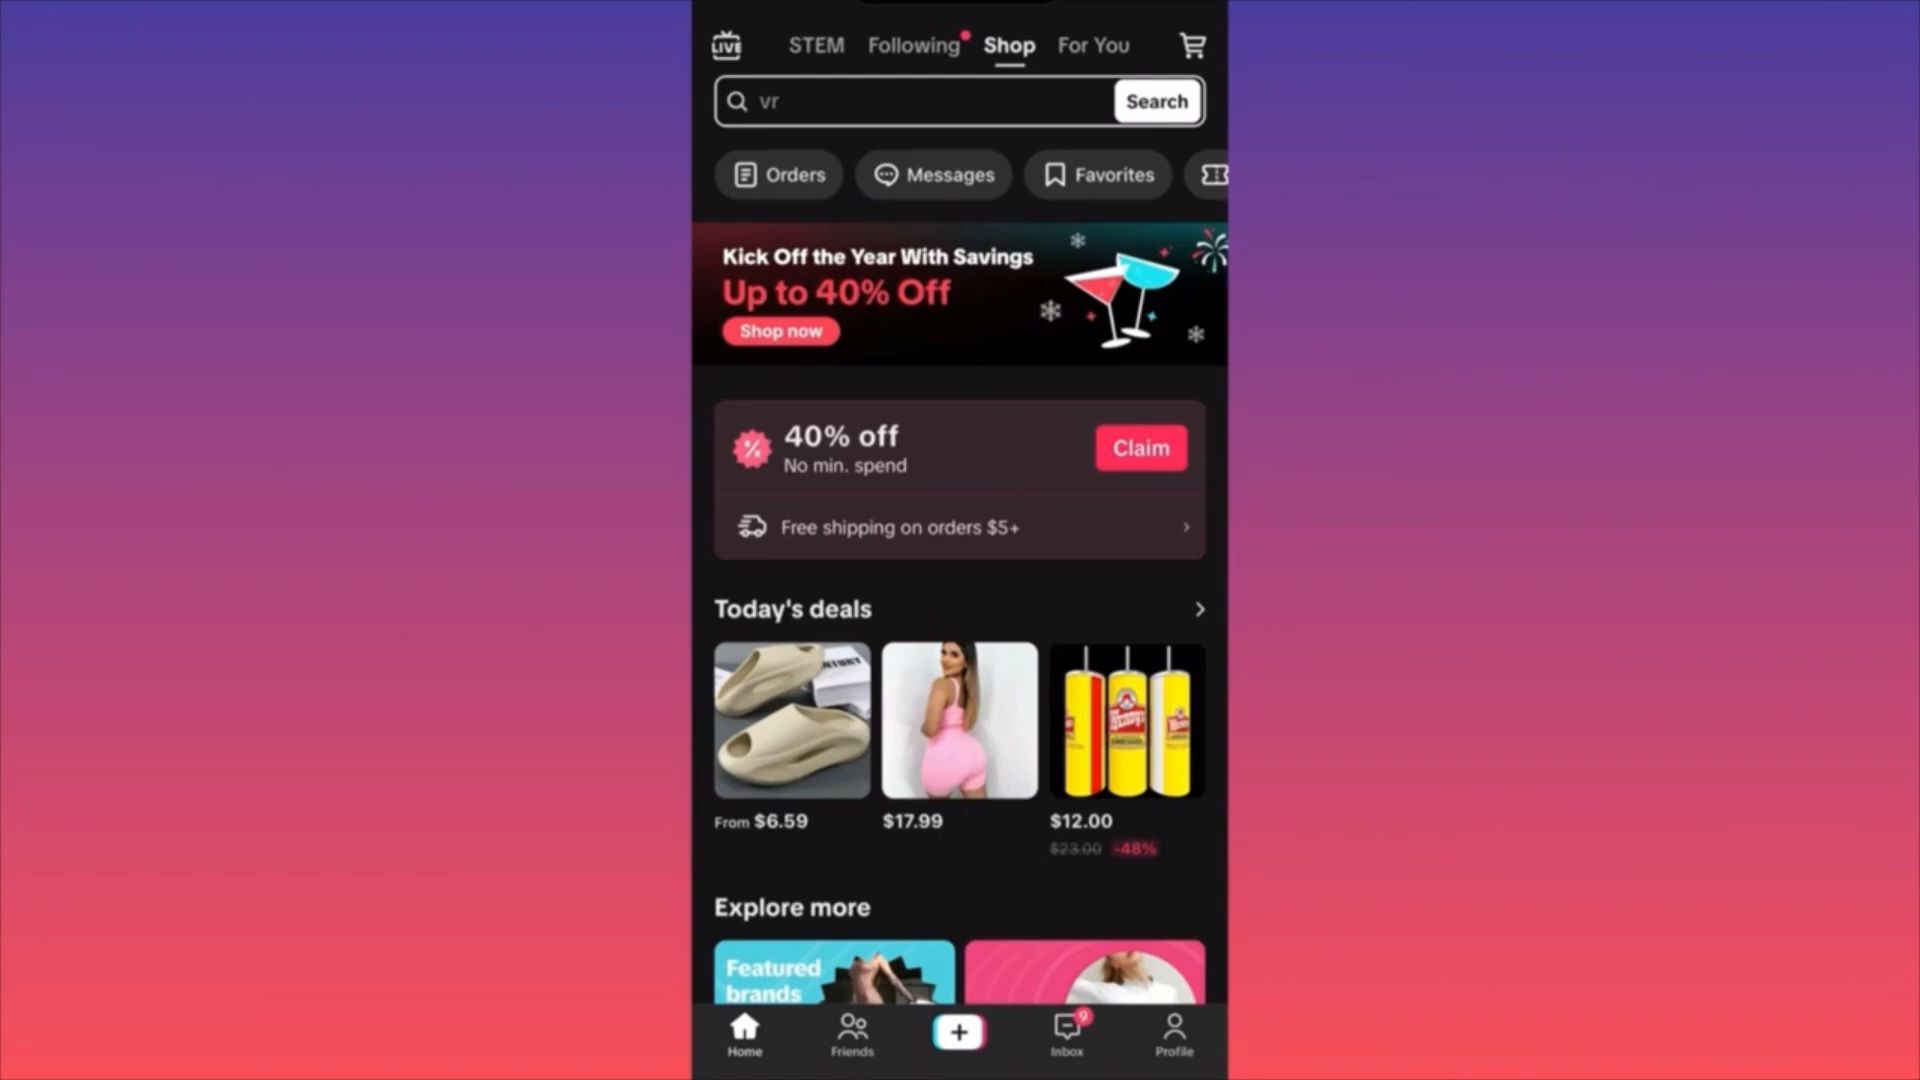 LIVE
STEM Following Shop For You
vr
Search
Orders
Messages
Favorites
Kick Off the Year With Savings
Up to 40% Off
Shop now
40% off
No min. spend
Claim
Free shipping on orders $5+
Today's deals
From $6.59
$17.99
$12.00
$23.00 -48%
Explore more
Featured
brands
9
Home
Friends
Inbox
Profile